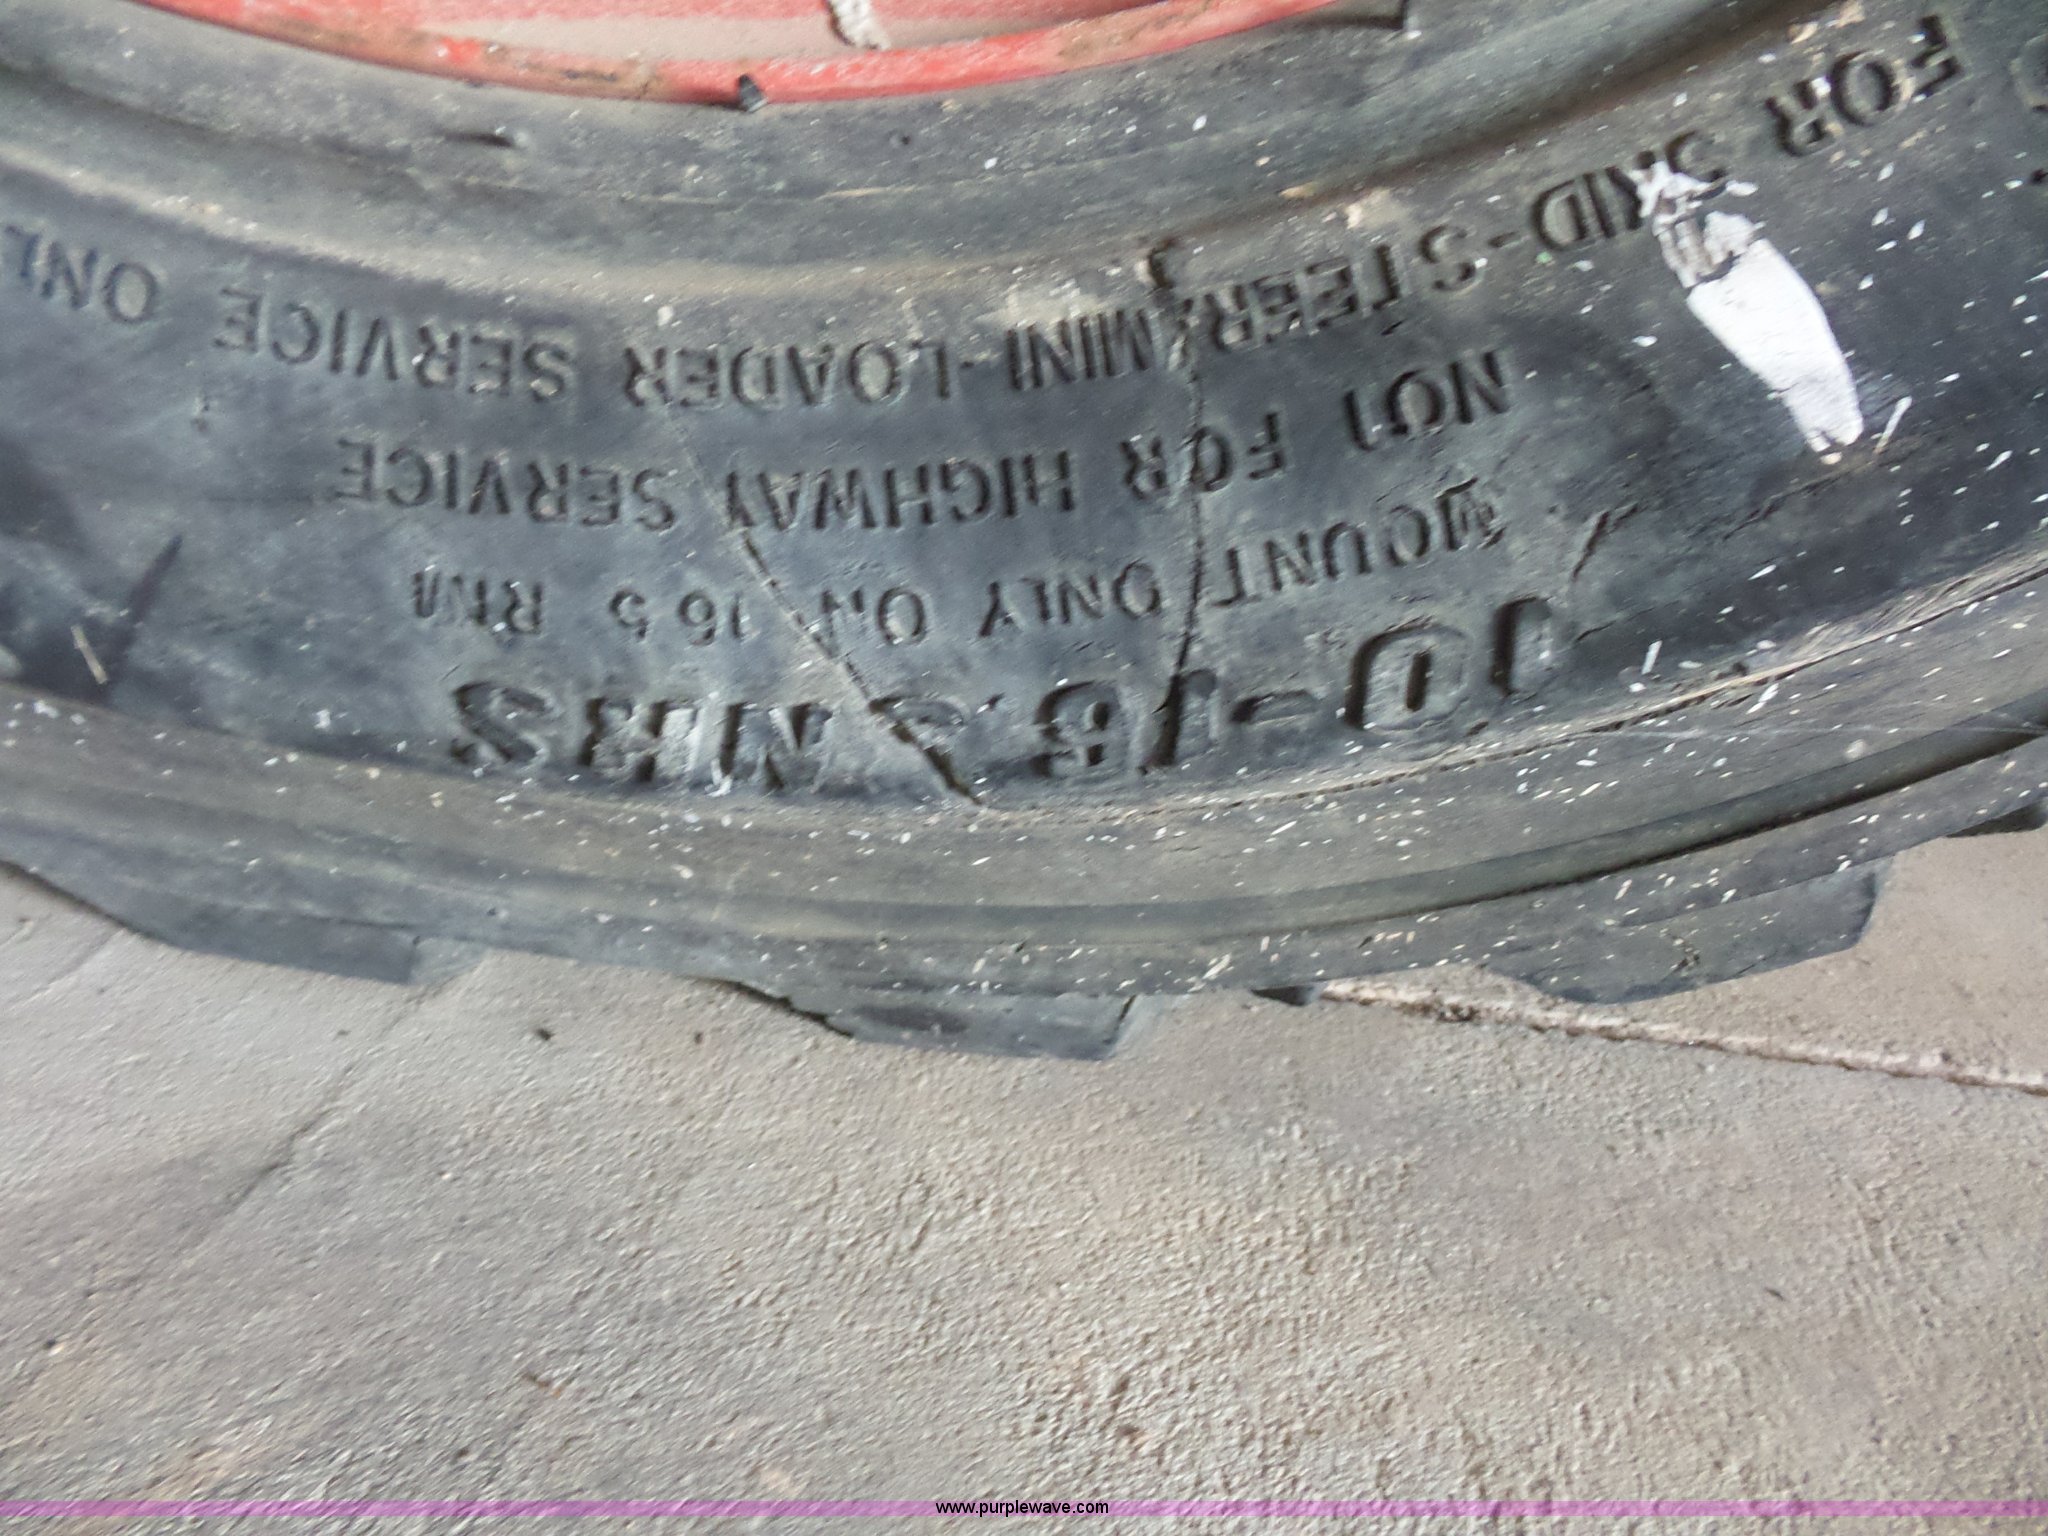 10-16.5 NHS
MOUNT ONLY ON 16.5 RIM
NOT FOR HIGHWAY SERVICE
FOR SKID-STEER/MINI-LOADER SERVICE ONL
www.purplewave.com